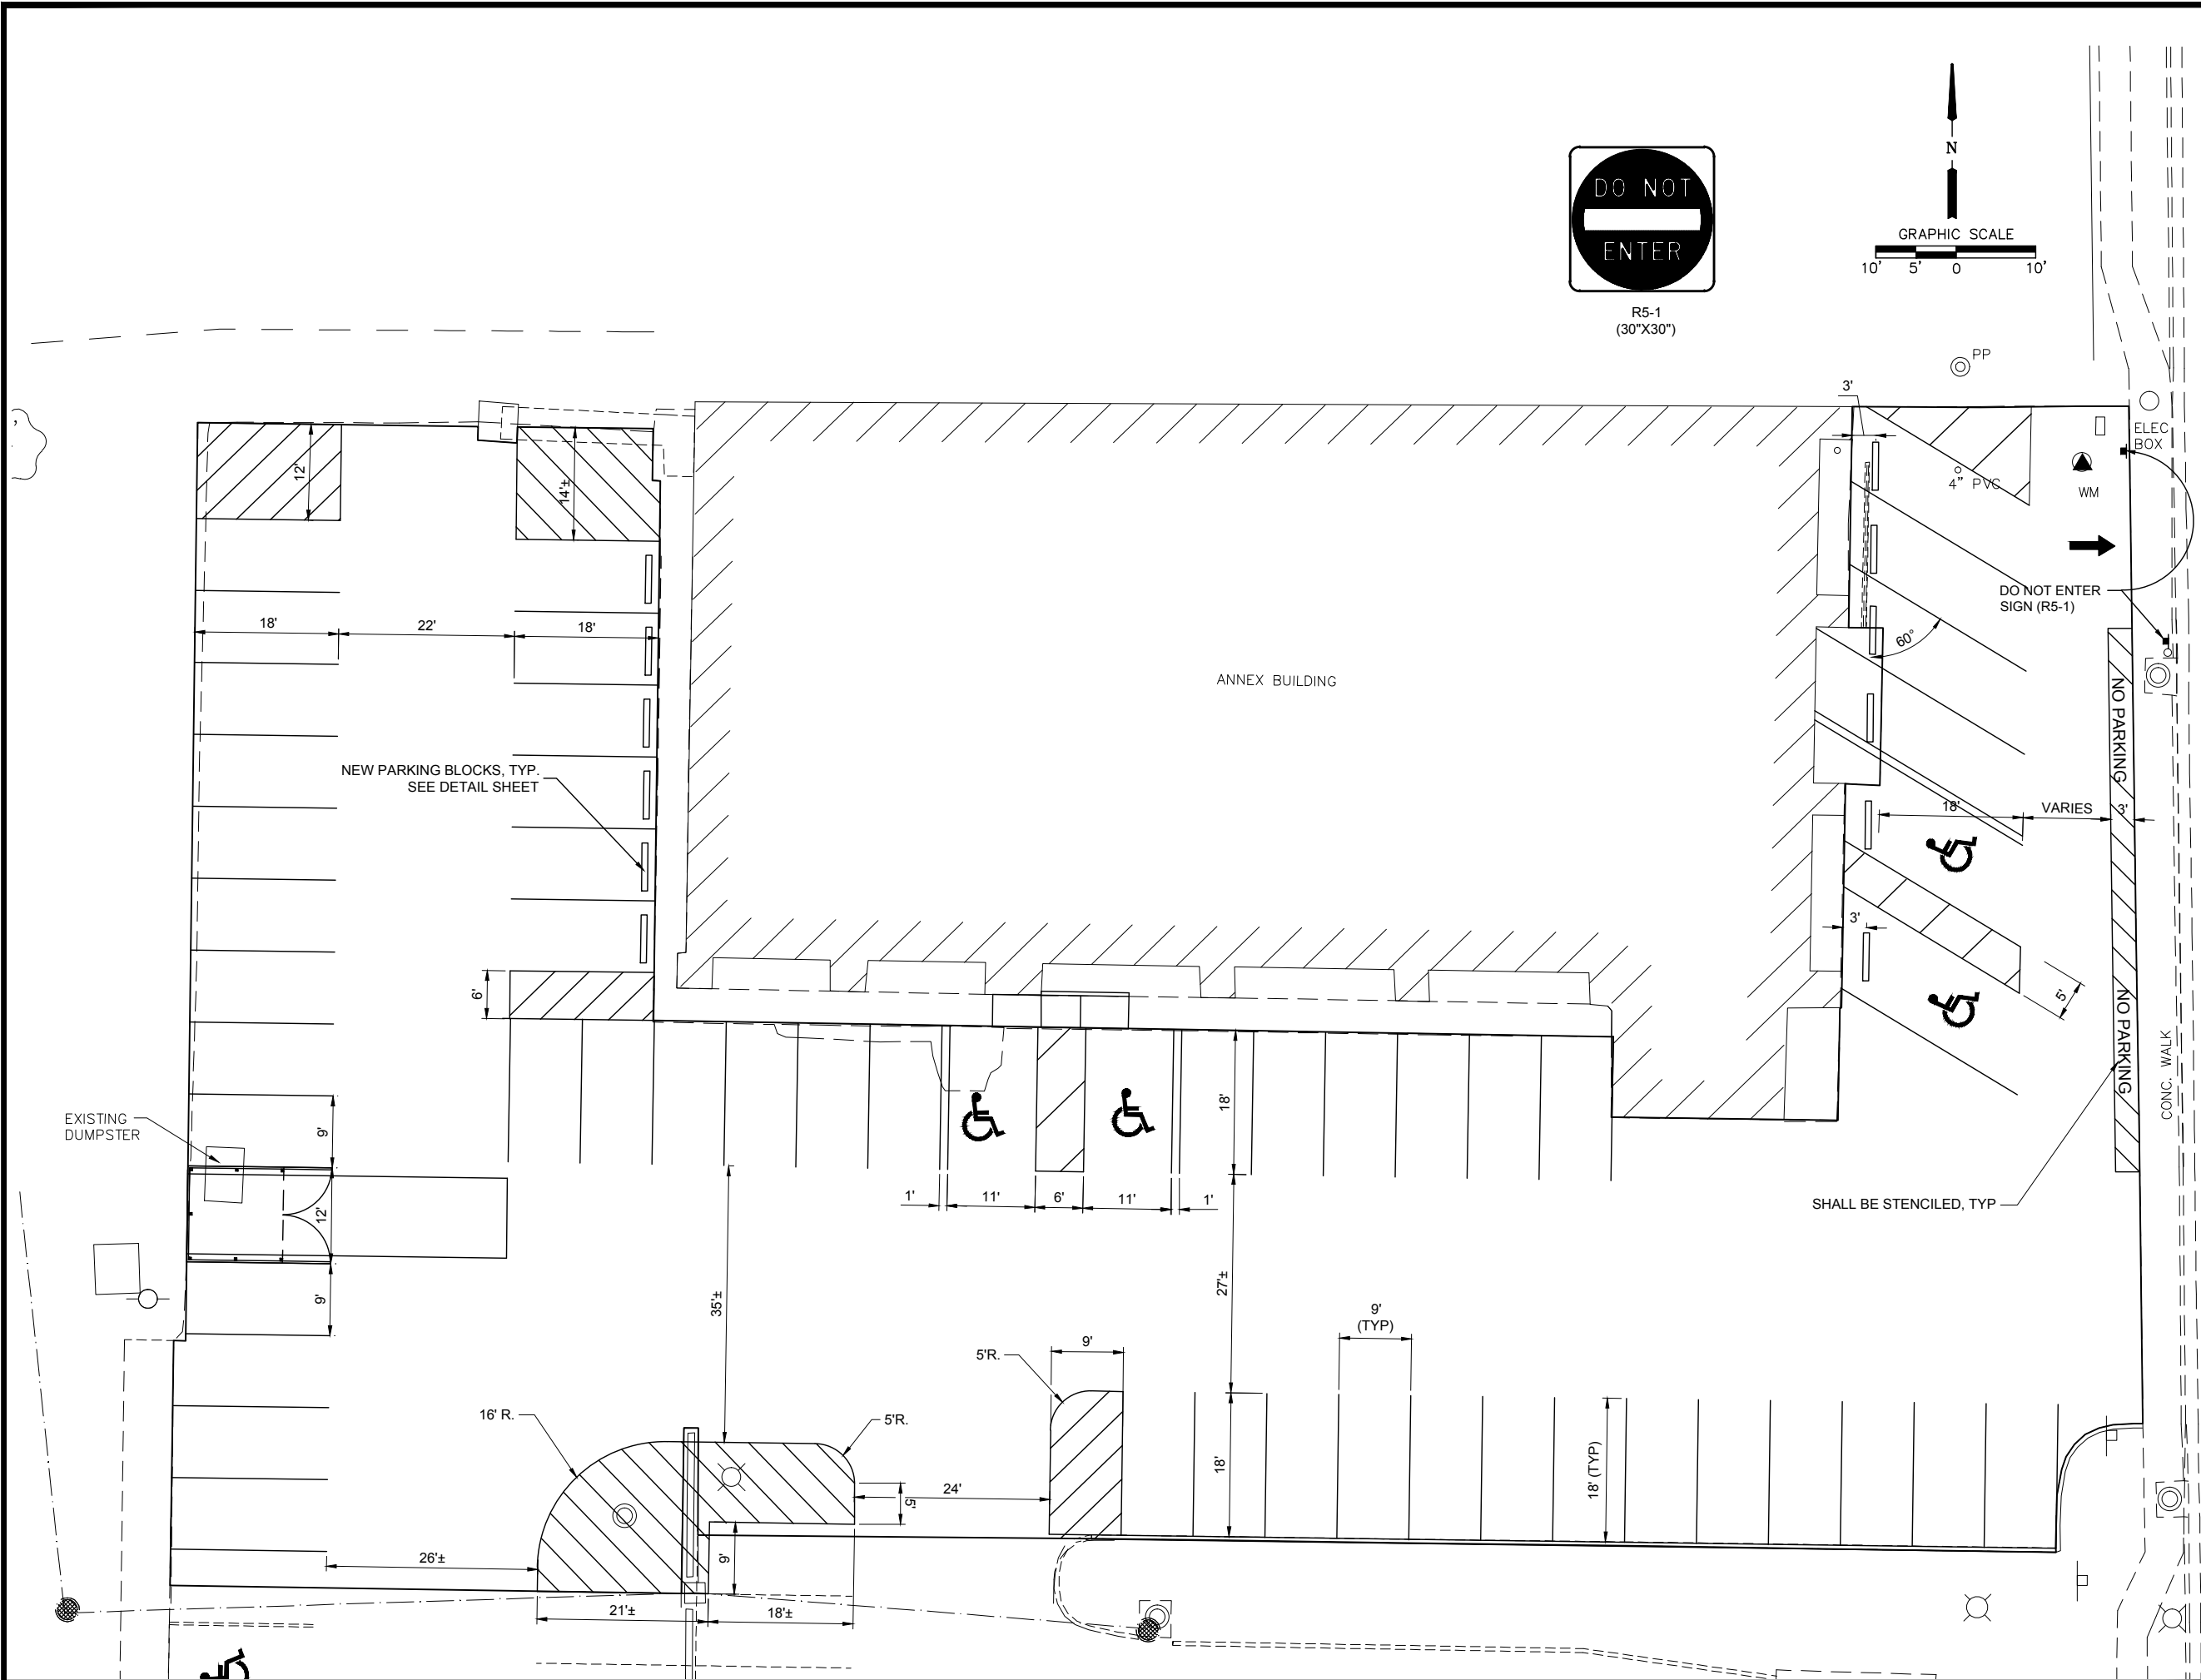 DO NOT
ENTER
R5-1
(30"X30")
N
GRAPHIC SCALE
10' 5' 0 10'
PP
3'
ELEC
BOX
4" PVC
WM
12'
14'±
DO NOT ENTER
SIGN (R5-1)
18' 22' 18'
60°
ANNEX BUILDING
NO PARKING
NEW PARKING BLOCKS, TYP.
SEE DETAIL SHEET
18' VARIES 3'
3'
6'
5'
NO PARKING
CONC. WALK
EXISTING
DUMPSTER
9'
18'
12'
1' 11' 6' 11' 1'
SHALL BE STENCILED, TYP
9'
35'±
27'±
9'
(TYP)
9'
5'R.
16' R.
5'R.
18'
18' (TYP)
24'
5'
26'±
9'
21'± 18'±